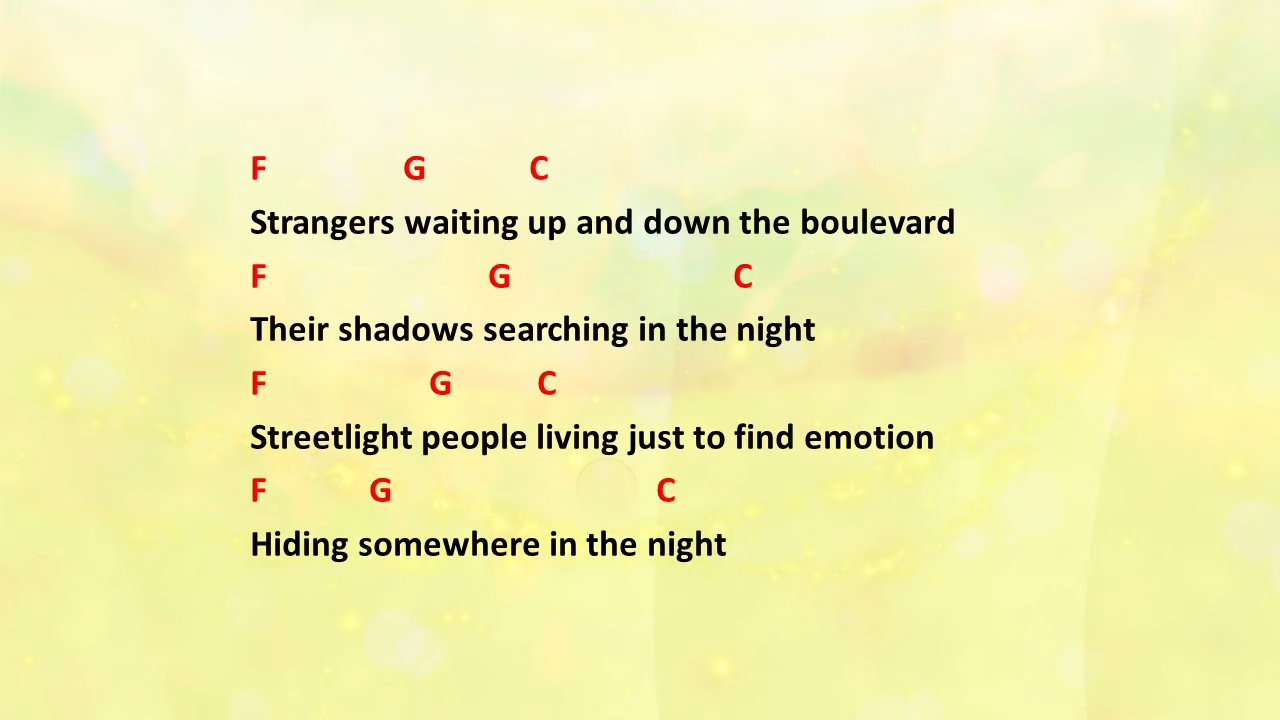 F G C
Strangers waiting up and down the boulevard
F G C
Their shadows searching in the night
F G C
Streetlight people living just to find emotion
F G C
Hiding somewhere in the night